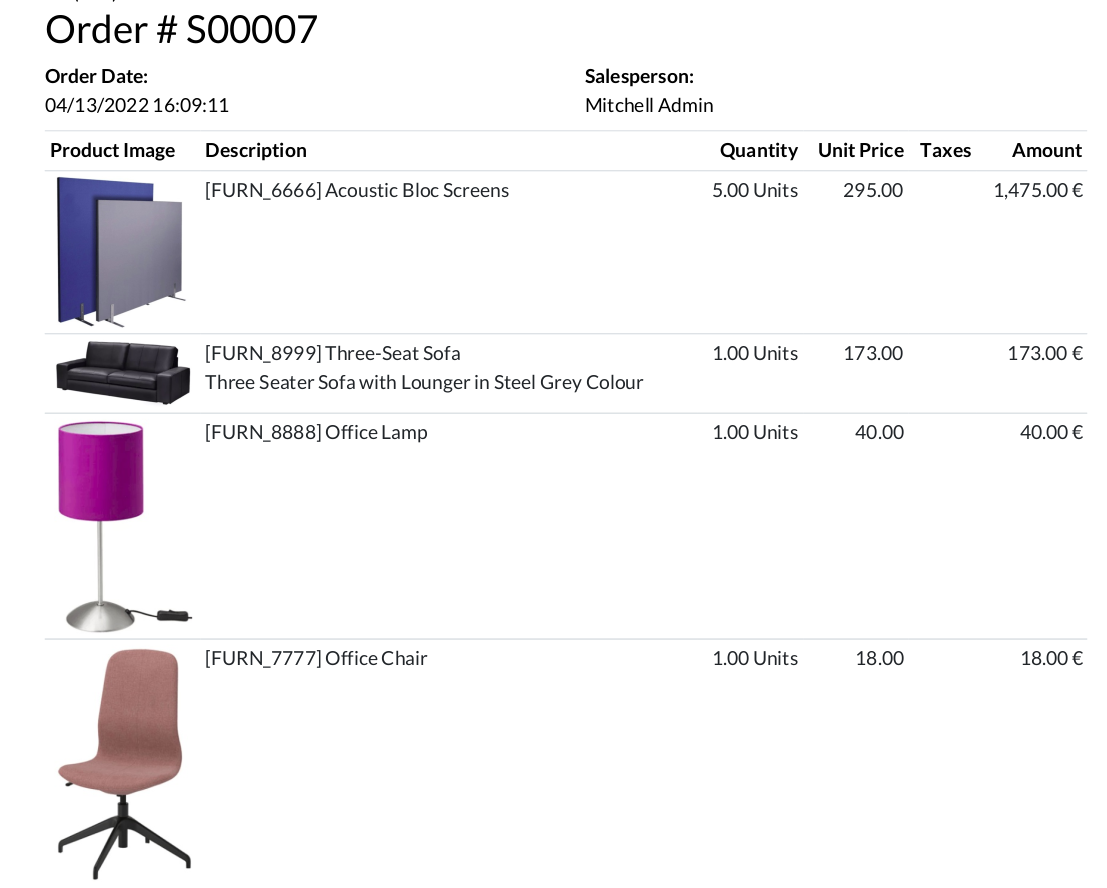 Order # S00007
Order Date: Salesperson:
04/13/2022 16:09:11 Mitchell Admin
Product Image Description Quantity Unit Price Taxes Amount
[FURN_6666] Acoustic Bloc Screens 5.00 Units 295.00 1,475.00 €
[FURN_8999] Three-Seat Sofa 1.00 Units 173.00 173.00 €
Three Seater Sofa with Lounger in Steel Grey Colour
[FURN_8888] Office Lamp 1.00 Units 40.00 40.00 €
[FURN_7777] Office Chair 1.00 Units 18.00 18.00 €